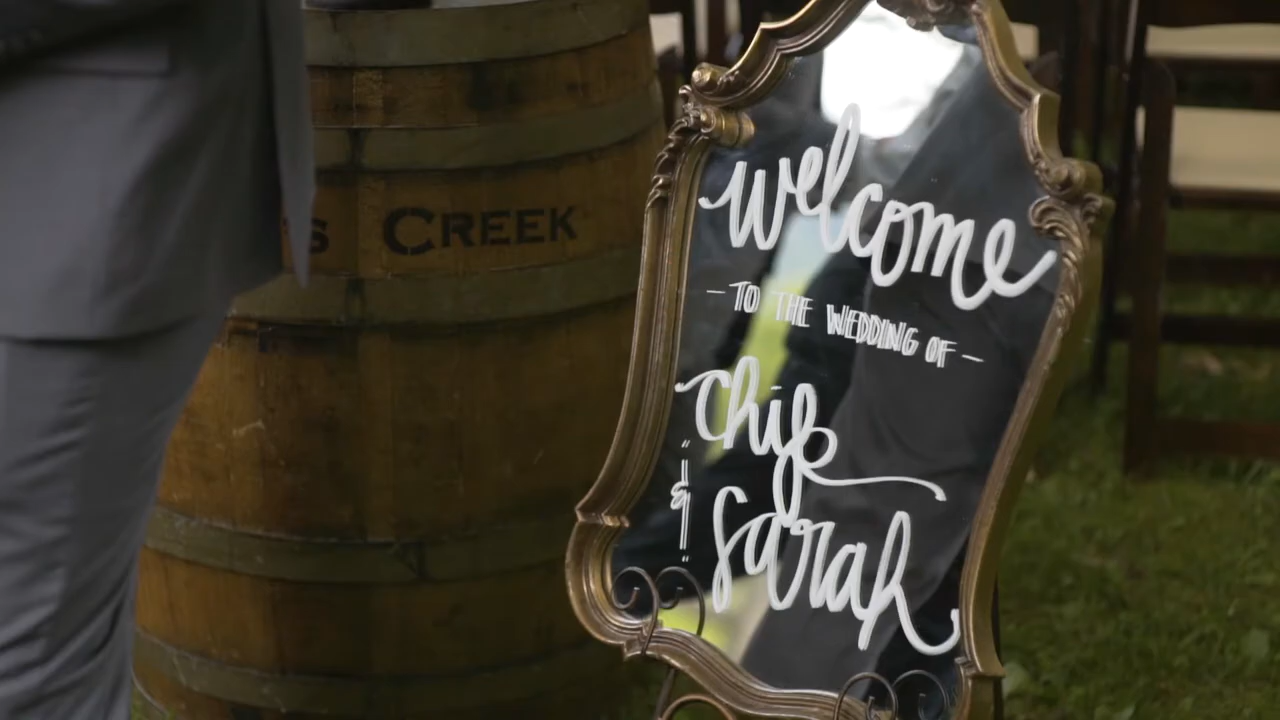 s CREEK
welcome
- TO THE WEDDING OF -
Chip
&
Sarah